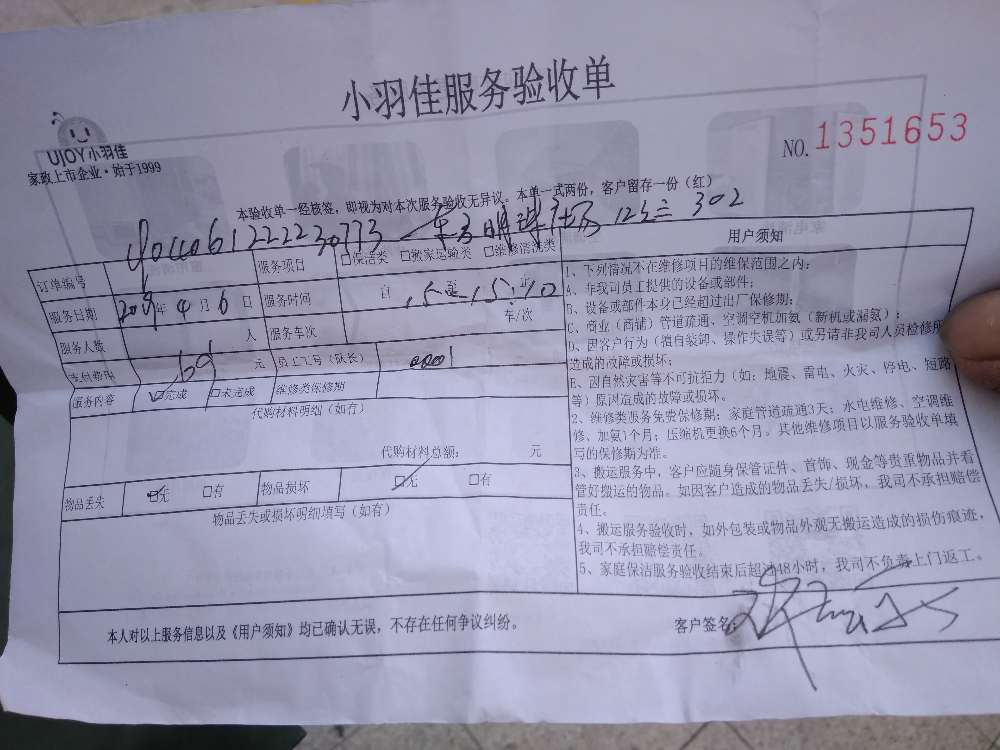 小羽佳服务验收单
UJOY小羽佳
家政上市企业·始于1999
NO.1351653
本验收单一经核签，即视为对本次服务验收无异议。本单一式两份，客户留存一份（红）
302
订单编号
服务项目 □保洁类 □搬家运输类 □维修清洗类
服务日期 年4月6日 服务时间 自 15 至 15:40
服务人数 人 服务车次 车/次
支付费用 69 元 员工工号（队长） 0001
服务内容 ☑完成 □未完成 维修类保修期
代购材料明细（如有）
代购材料总额： 元
物品丢失 ☑无 □有 物品损坏 ☑无 □有
物品丢失或损坏明细填写（如有）
用户须知
1、下列情况不在维修项目的维保范围之内：
A、非我司员工提供的设备或部件；
B、设备或部件本身已经超过出厂保修期；
C、商业（商铺）管道疏通、空调空机加氨（新机或漏氨）；
D、因客户行为（擅自装卸、操作失误等）或另请非我司人员检修所
造成的故障或损坏；
E、因自然灾害等不可抗拒力（如：地震、雷电、火灾、停电、短路
等）原因造成的故障或损坏。
2、维修类服务免费保修期：家庭管道疏通3天；水电维修、空调维
修、加氨1个月；压缩机更换6个月。其他维修项目以服务验收单填
写的保修期为准。
3、搬运服务中，客户应随身保管证件、首饰、现金等贵重物品并看
管好搬运的物品。如因客户造成的物品丢失/损坏，我司不承担赔偿
责任。
4、搬运服务验收时，如外包装或物品外观无搬运造成的损伤痕迹，
我司不承担赔偿责任。
5、家庭保洁服务验收结束后超过48小时，我司不负责上门返工。
本人对以上服务信息以及《用户须知》均已确认无误，不存在任何争议纠纷。
客户签名：